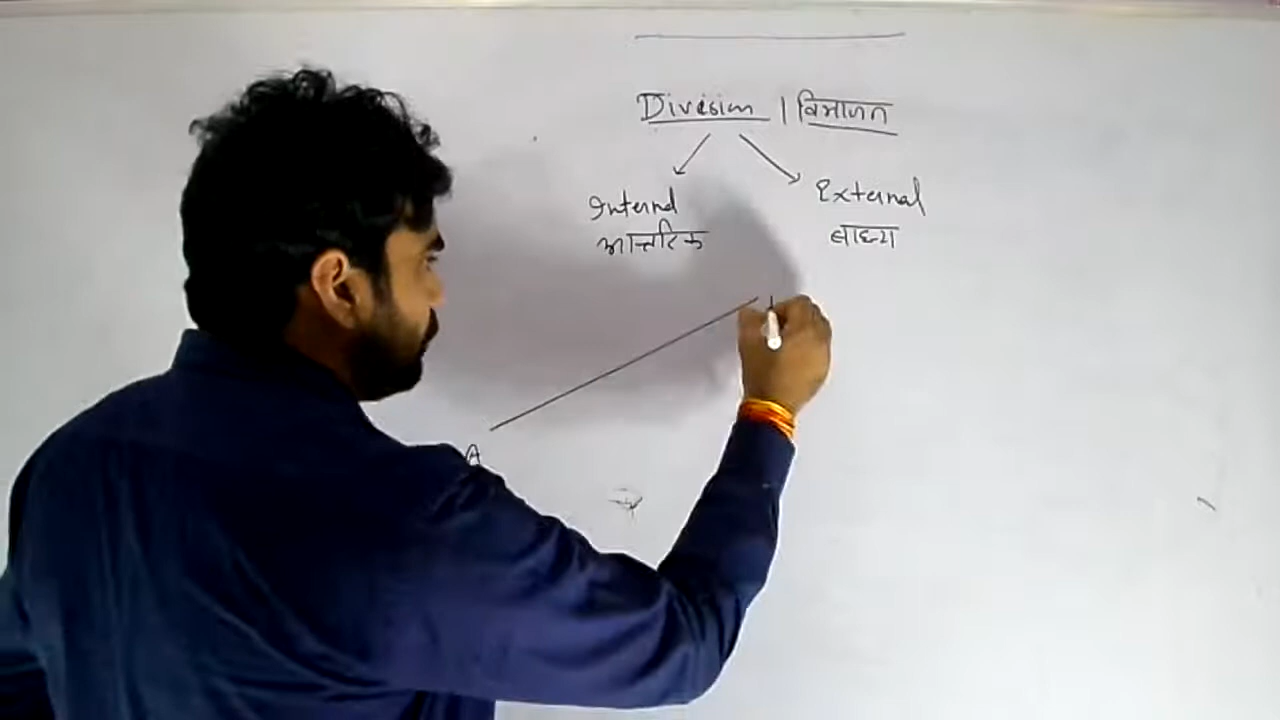 Division | विभाजन
Internal External
आन्तरिक बाह्य
A